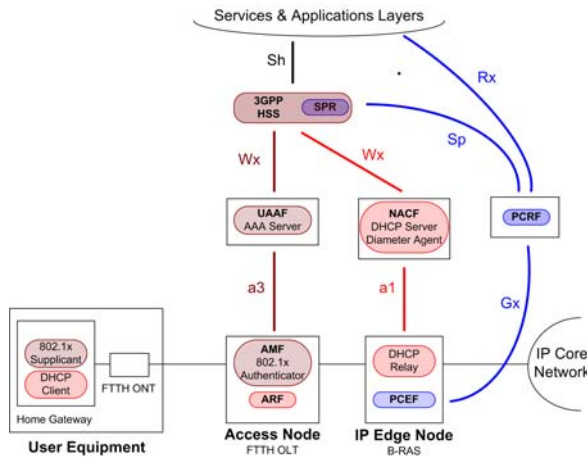 Services & Applications Layers
Sh
Rx
3GPP
HSS
SPR
Sp
Wx
Wx
UAAF
AAA Server
NACF
DHCP Server
Diameter Agent
PCRF
a3
a1
Gx
802.1x
Supplicant
DHCP
Client
FTTH ONT
Home Gateway
AMF
802.1x
Authenticator
ARF
DHCP
Relay
PCEF
IP Core
Network
User Equipment
Access Node
FTTH OLT
IP Edge Node
B-RAS